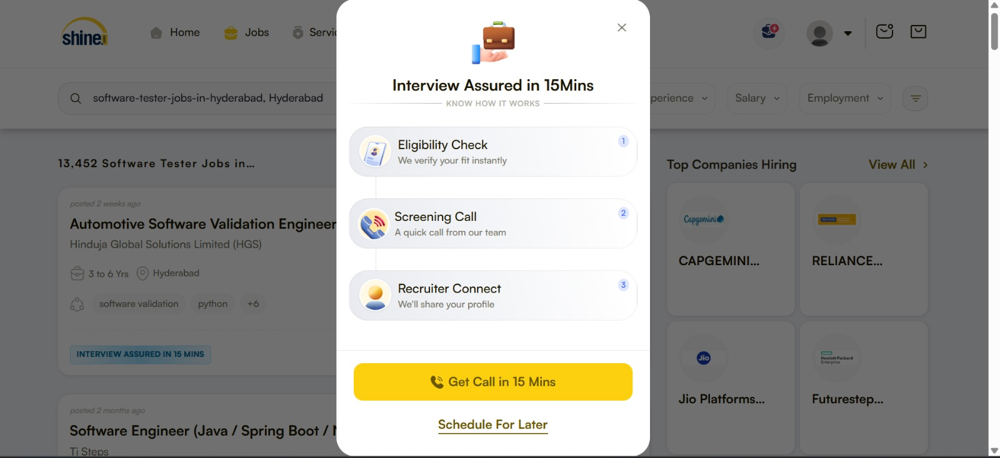 shine.com
Home
Jobs
Servic
software-tester-jobs-in-hyderabad, Hyderabad
perience
Salary
Employment
13,452 Software Tester Jobs in...
posted 2 weeks ago
Automotive Software Validation Engineer
Hinduja Global Solutions Limited (HGS)
3 to 6 Yrs
Hyderabad
software validation
python
+6
INTERVIEW ASSURED IN 15 MINS
posted 2 months ago
Software Engineer (Java / Spring Boot /
Ti Steps
Interview Assured in 15Mins
KNOW HOW IT WORKS
Eligibility Check
1
We verify your fit instantly
Screening Call
2
A quick call from our team
Recruiter Connect
3
We'll share your profile
Get Call in 15 Mins
Schedule For Later
Top Companies Hiring
View All
Capgemini
CAPGEMINI...
RELIANCE
RELIANCE...
Jio
Jio Platforms...
Hewlett Packard
Enterprise
Futurestep...